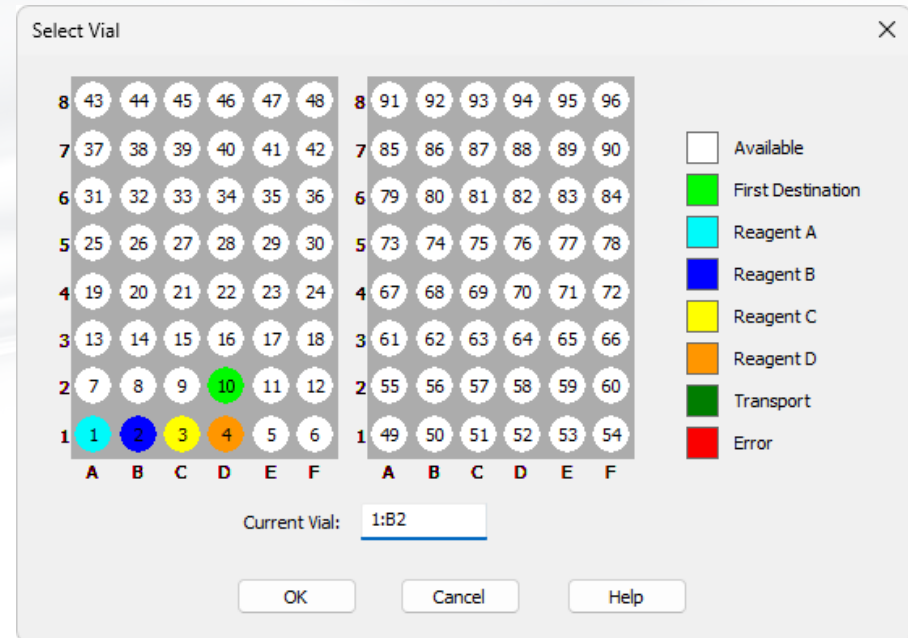 Select Vial
8 43 44 45 46 47 48 8 91 92 93 94 95 96
7 37 38 39 40 41 42 7 85 86 87 88 89 90
6 31 32 33 34 35 36 6 79 80 81 82 83 84
5 25 26 27 28 29 30 5 73 74 75 76 77 78
4 19 20 21 22 23 24 4 67 68 69 70 71 72
3 13 14 15 16 17 18 3 61 62 63 64 65 66
2 7 8 9 10 11 12 2 55 56 57 58 59 60
1 1 2 3 4 5 6 1 49 50 51 52 53 54
A B C D E F A B C D E F
Available
First Destination
Reagent A
Reagent B
Reagent C
Reagent D
Transport
Error
Current Vial: 1:B2
OK Cancel Help